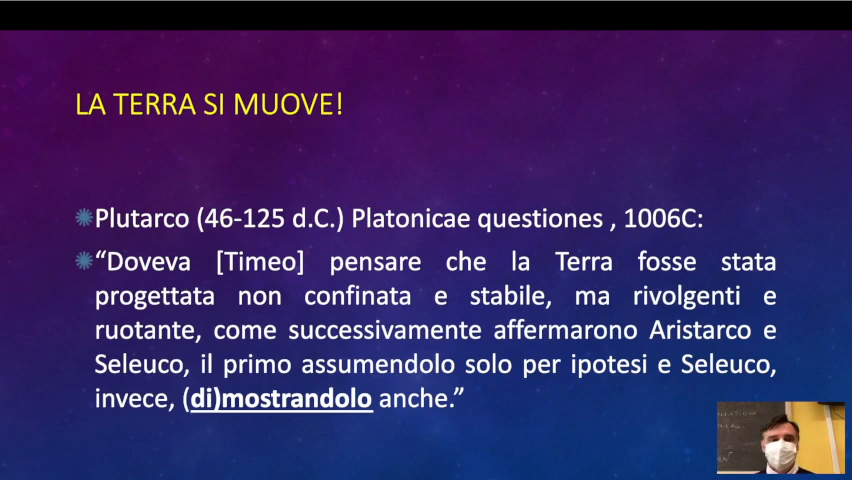 LA TERRA SI MUOVE!
Plutarco (46-125 d.C.) Platonicae questiones , 1006C:
“Doveva [Timeo] pensare che la Terra fosse stata
progettata non confinata e stabile, ma rivolgenti e
ruotante, come successivamente affermarono Aristarco e
Seleuco, il primo assumendolo solo per ipotesi e Seleuco,
invece, (di)mostrandolo anche.”